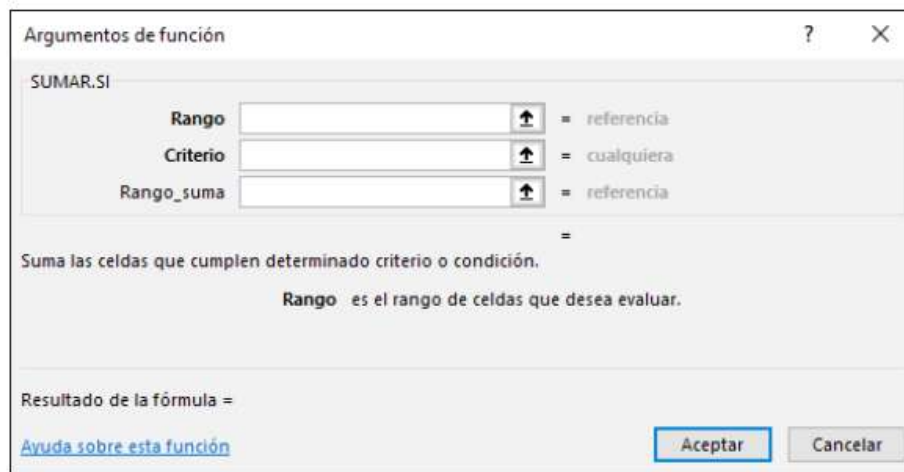 Argumentos de función ? ×
SUMAR.SI
Rango = referencia
Criterio = cualquiera
Rango_suma = referencia
=
Suma las celdas que cumplen determinado criterio o condición.
Rango es el rango de celdas que desea evaluar.
Resultado de la fórmula =
Ayuda sobre esta función Aceptar Cancelar